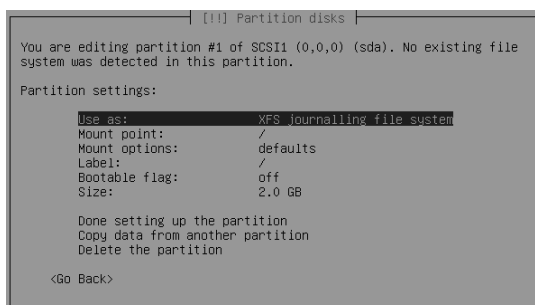 [!!] Partition disks
You are editing partition #1 of SCSI1 (0,0,0) (sda). No existing file
system was detected in this partition.
Partition settings:
Use as: XFS journalling file system
Mount point: /
Mount options: defaults
Label: /
Bootable flag: off
Size: 2.0 GB
Done setting up the partition
Copy data from another partition
Delete the partition
<Go Back>